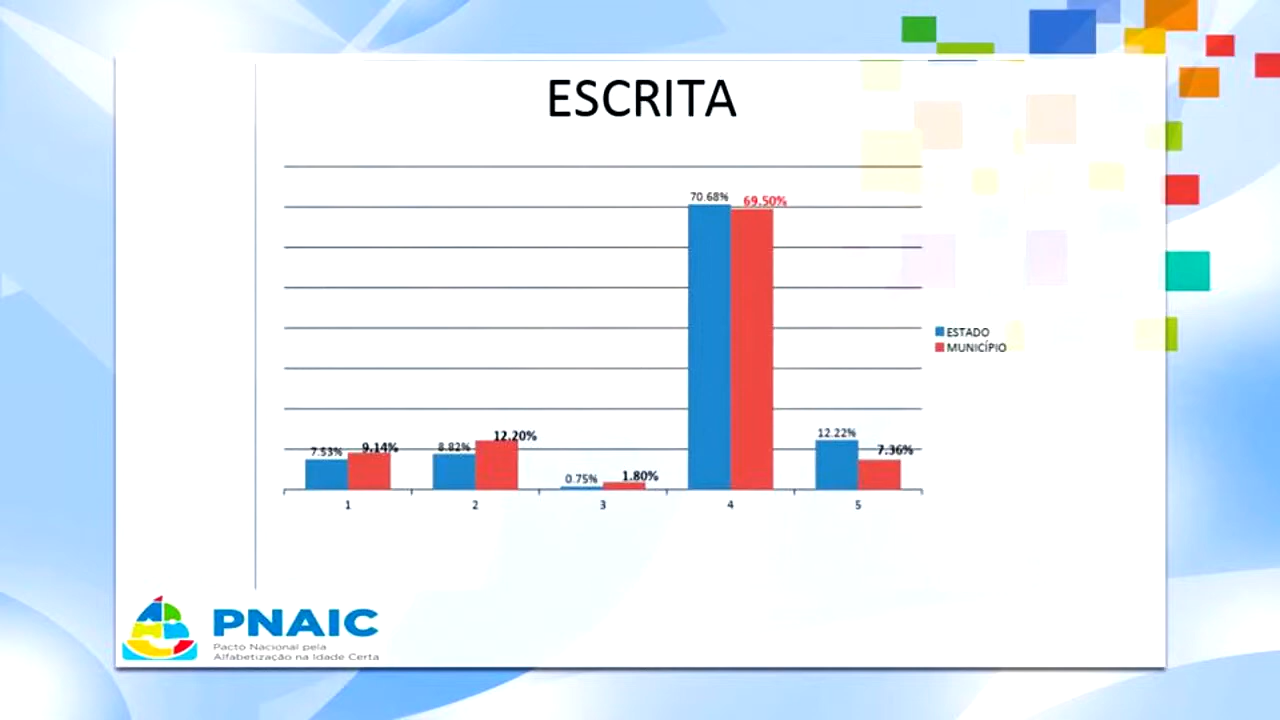 ESCRITA
70.68% 69.50%
ESTADO
MUNICÍPIO
12.22%
7.53% 9.14% 8.82% 12.20% 7.36%
0.75% 1.80%
1 2 3 4 5
PNAIC
Pacto Nacional pela
Alfabetização na Idade Certa